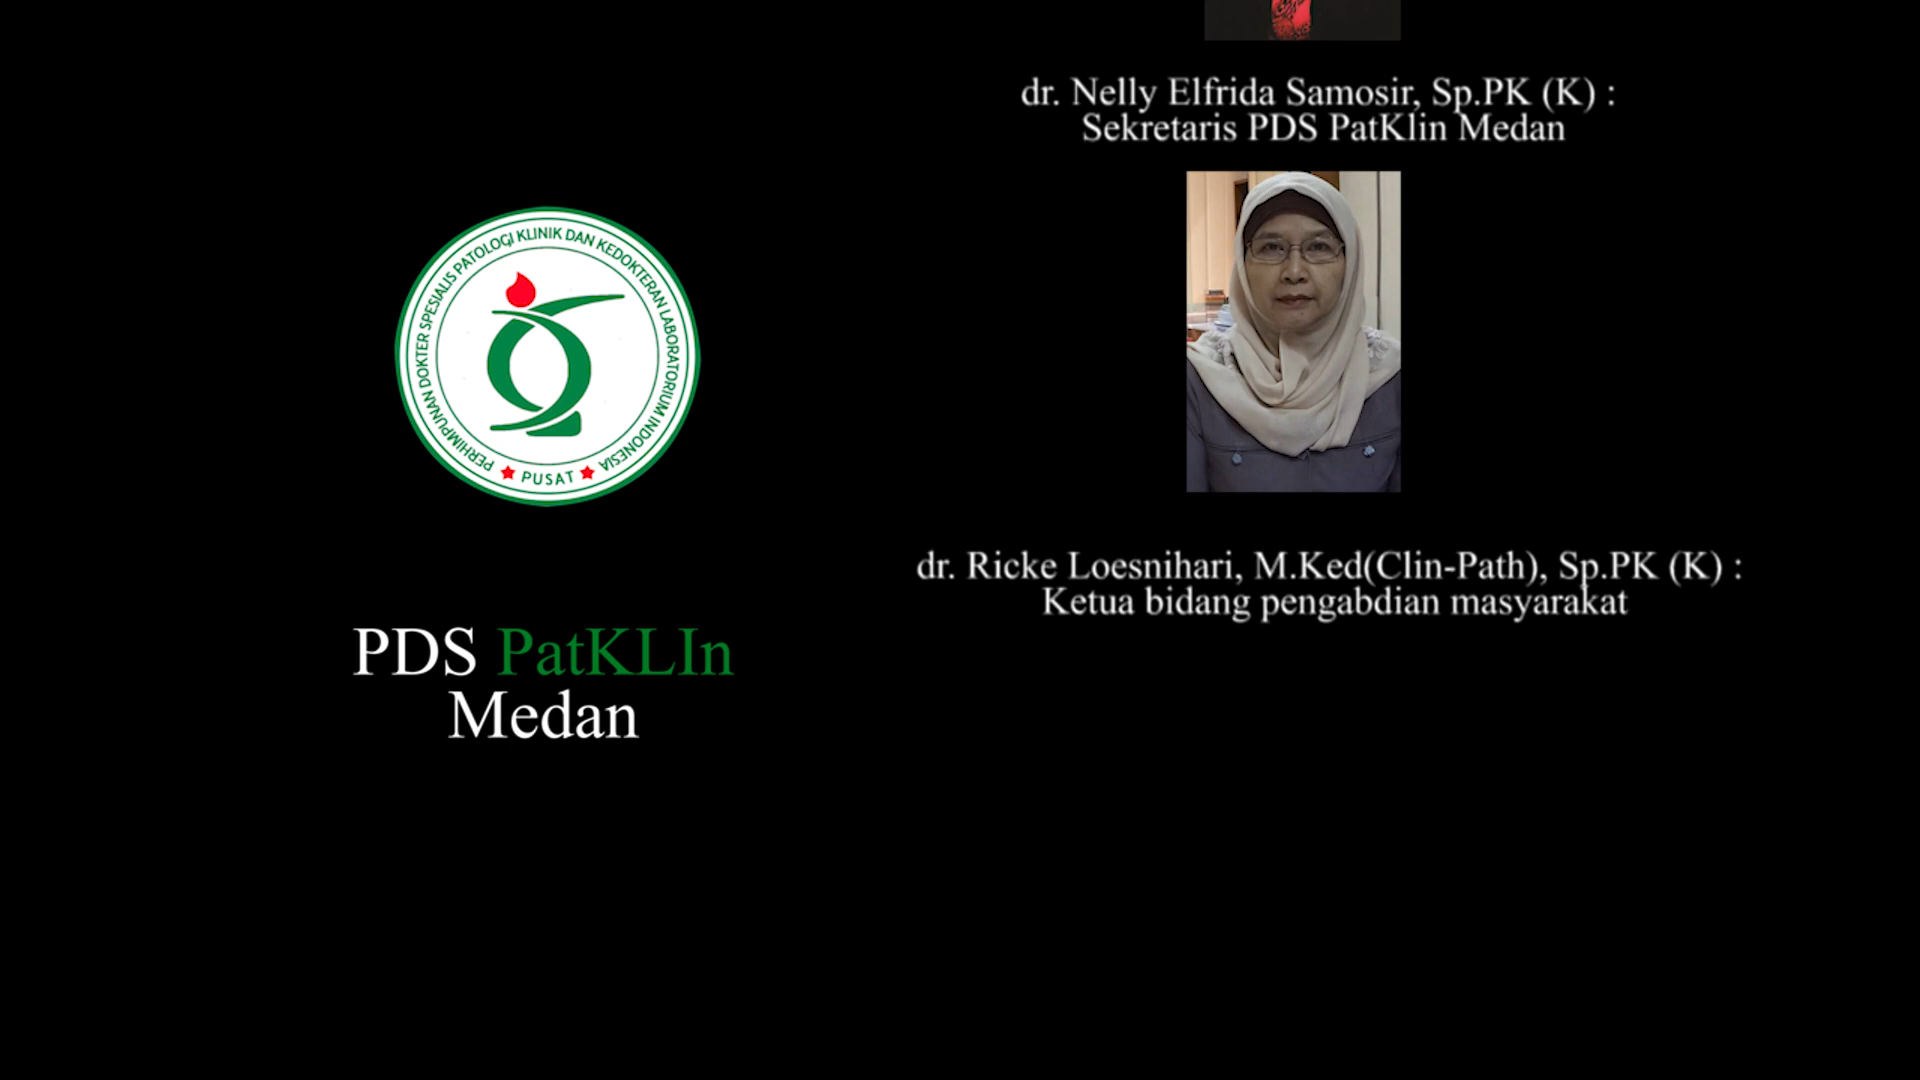 PERHIMPUNAN DOKTER SPESIALIS PATOLOGI KLINIK DAN KEDOKTERAN LABORATORIUM INDONESIA
PUSAT
PDS PatKLIn
Medan
dr. Nelly Elfrida Samosir, Sp.PK (K) :
Sekretaris PDS PatKlin Medan
dr. Ricke Loesnihari, M.Ked(Clin-Path), Sp.PK (K) :
Ketua bidang pengabdian masyarakat